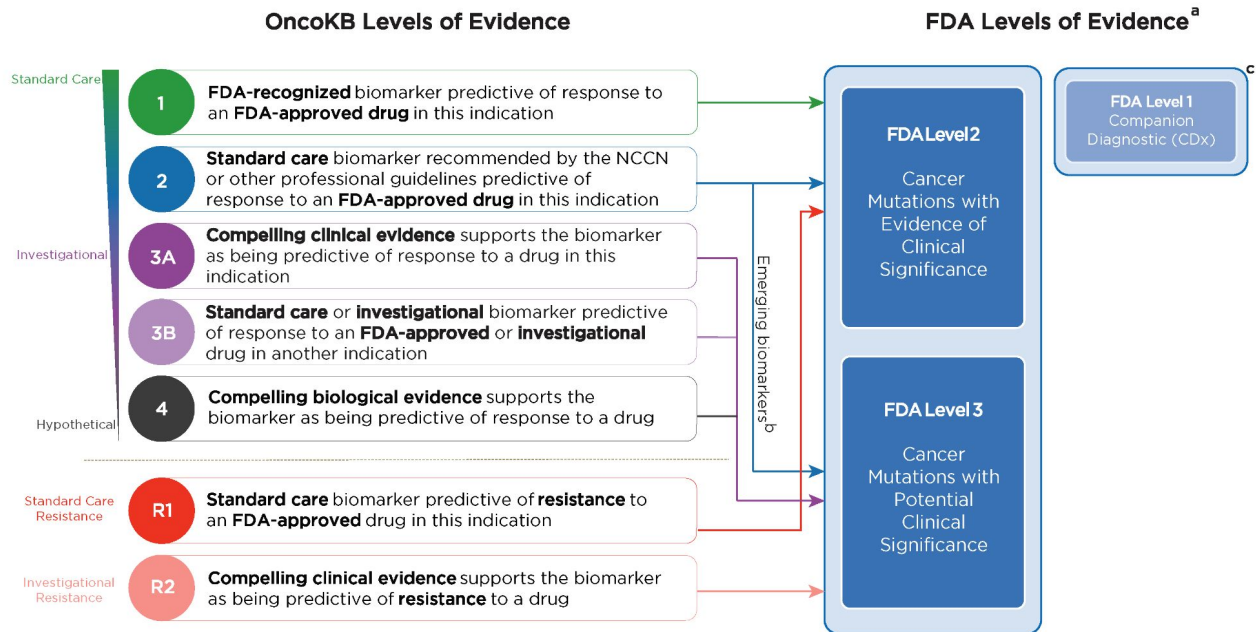 OncoKB Levels of Evidence
FDA Levels of Evidence a
Standard Care
1
FDA-recognized biomarker predictive of response to
an FDA-approved drug in this indication
2
Standard care biomarker recommended by the NCCN
or other professional guidelines predictive of
response to an FDA-approved drug in this indication
Investigational
3A
Compelling clinical evidence supports the biomarker
as being predictive of response to a drug in this
indication
3B
Standard care or investigational biomarker predictive
of response to an FDA-approved or investigational
drug in another indication
Hypothetical
4
Compelling biological evidence supports the
biomarker as being predictive of response to a drug
Standard Care
Resistance
R1
Standard care biomarker predictive of resistance to
an FDA-approved drug in this indication
Investigational
Resistance
R2
Compelling clinical evidence supports the biomarker
as being predictive of resistance to a drug
Emerging biomarkers b
FDA Level 2
Cancer
Mutations with
Evidence of
Clinical
Significance
FDA Level 3
Cancer
Mutations with
Potential
Clinical
Significance
c
FDA Level 1
Companion
Diagnostic (CDx)